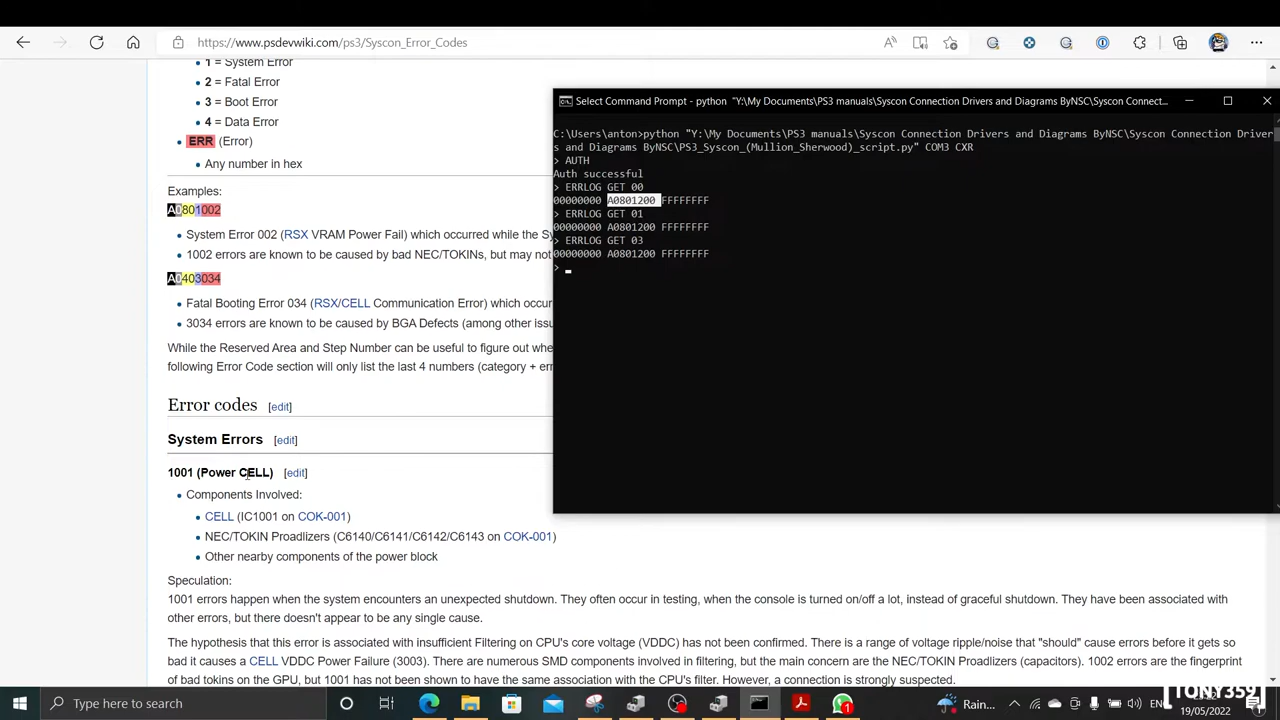 https://www.psdevwiki.com/ps3/Syscon_Error_Codes
1 = System Error
2 = Fatal Error
3 = Boot Error
4 = Data Error
ERR (Error)
Any number in hex
Examples:
A0801002
System Error 002 (RSX VRAM Power Fail) which occurred while the Sy
1002 errors are known to be caused by bad NEC/TOKINs, but may not
A0403034
Fatal Booting Error 034 (RSX/CELL Communication Error) which occur
3034 errors are known to be caused by BGA Defects (among other issu
While the Reserved Area and Step Number can be useful to figure out whe
following Error Code section will only list the last 4 numbers (category + err
Error codes [edit]
System Errors [edit]
1001 (Power CELL) [edit]
Components Involved:
CELL (IC1001 on COK-001)
NEC/TOKIN Proadlizers (C6140/C6141/C6142/C6143 on COK-001)
Other nearby components of the power block
Speculation:
1001 errors happen when the system encounters an unexpected shutdown. They often occur in testing, when the console is turned on/off a lot, instead of graceful shutdown. They have been associated with
other errors, but there doesn't appear to be any single cause.
The hypothesis that this error is associated with insufficient Filtering on CPU's core voltage (VDDC) has not been confirmed. There is a range of voltage ripple/noise that "should" cause errors before it gets so
bad it causes a CELL VDDC Power Failure (3003). There are numerous SMD components involved in filtering, but the main concern are the NEC/TOKIN Proadlizers (capacitors). 1002 errors are the fingerprint
of bad tokins on the GPU, but 1001 has not been shown to have the same association with the CPU's filter. However, a connection is strongly suspected.
Select Command Prompt - python "Y:\My Documents\PS3 manuals\Syscon Connection Drivers and Diagrams ByNSC\Syscon Connect...
C:\Users\anton>python "Y:\My Documents\PS3 manuals\Syscon Connection Drivers and Diagrams ByNSC\Syscon Connection Driver
s and Diagrams ByNSC\PS3_Syscon_(Mullion_Sherwood)_script.py" COM3 CXR
> AUTH
Auth successful
> ERRLOG GET 00
00000000 A0801200 FFFFFFFF
> ERRLOG GET 01
00000000 A0801200 FFFFFFFF
> ERRLOG GET 03
00000000 A0801200 FFFFFFFF
>
Type here to search
1
Rain...
ENG
19/05/2022
TONY359